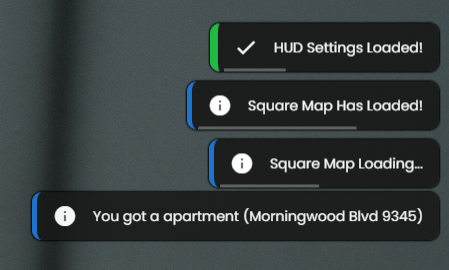 HUD Settings Loaded!
Square Map Has Loaded!
Square Map Loading...
You got a apartment (Morningwood Blvd 9345)